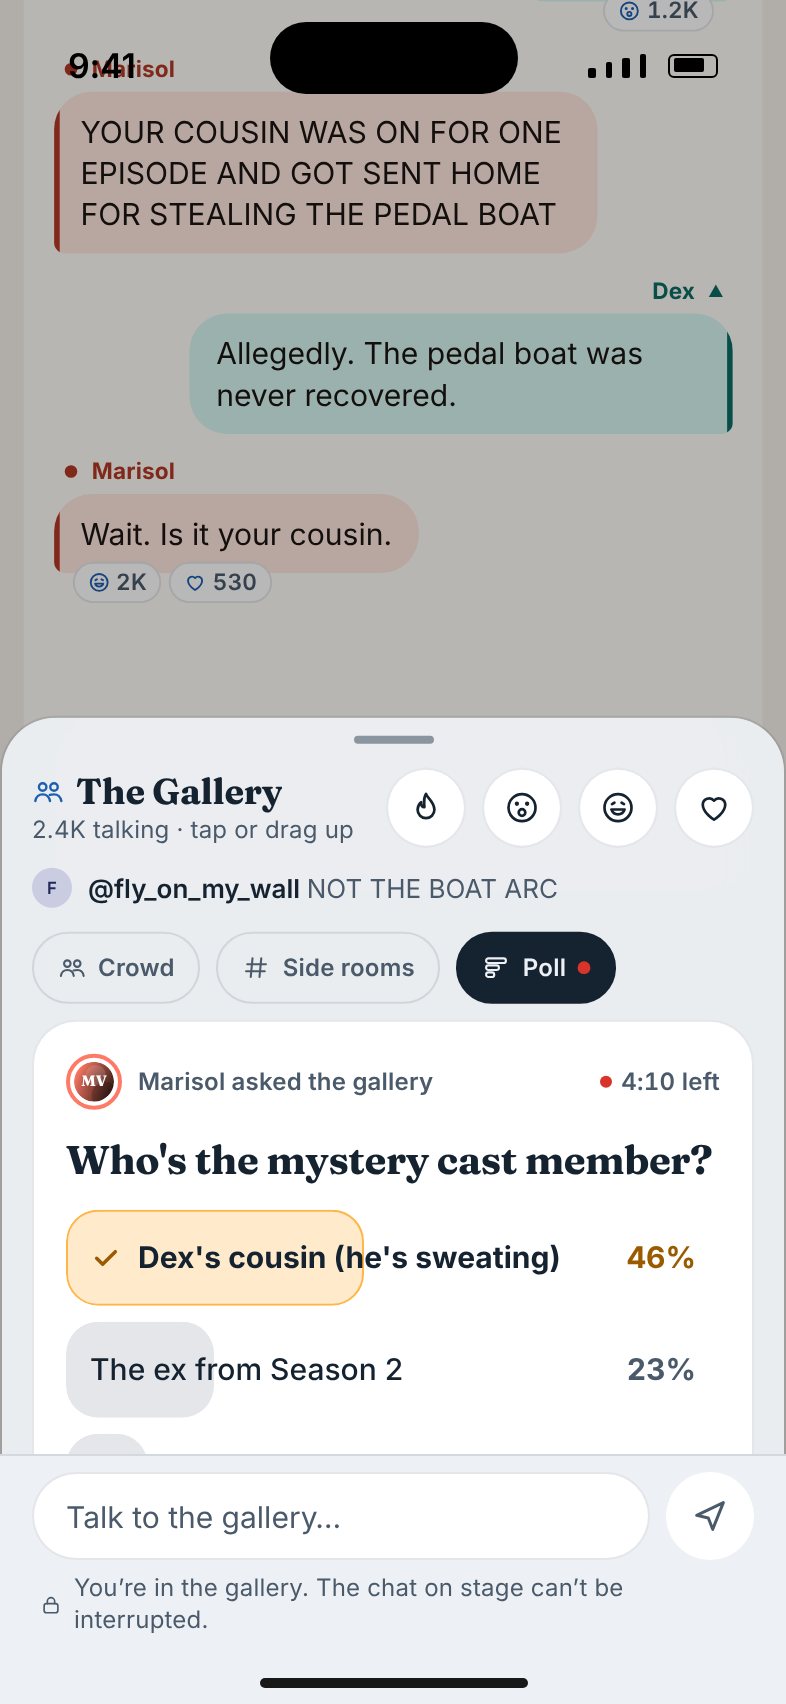 1.2K
9:41
Marisol
YOUR COUSIN WAS ON FOR ONE
EPISODE AND GOT SENT HOME
FOR STEALING THE PEDAL BOAT
Dex
Allegedly. The pedal boat was
never recovered.
Marisol
Wait. Is it your cousin.
2K 530
The Gallery
2.4K talking · tap or drag up
F @fly_on_my_wall NOT THE BOAT ARC
Crowd Side rooms Poll
MV Marisol asked the gallery 4:10 left
Who's the mystery cast member?
Dex's cousin (he's sweating) 46%
The ex from Season 2 23%
Talk to the gallery...
You’re in the gallery. The chat on stage can’t be
interrupted.